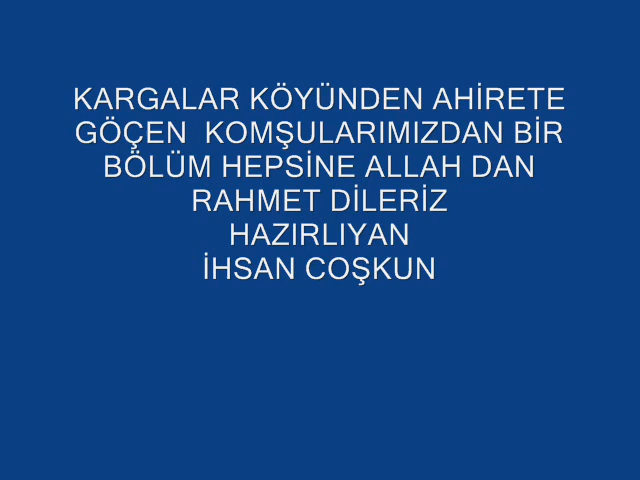 KARGALAR KÖYÜNDEN AHİRETE
GÖÇEN  KOMŞULARIMIZDAN BİR
BÖLÜM HEPSİNE ALLAH DAN
RAHMET DİLERİZ
HAZIRLIYAN
İHSAN COŞKUN